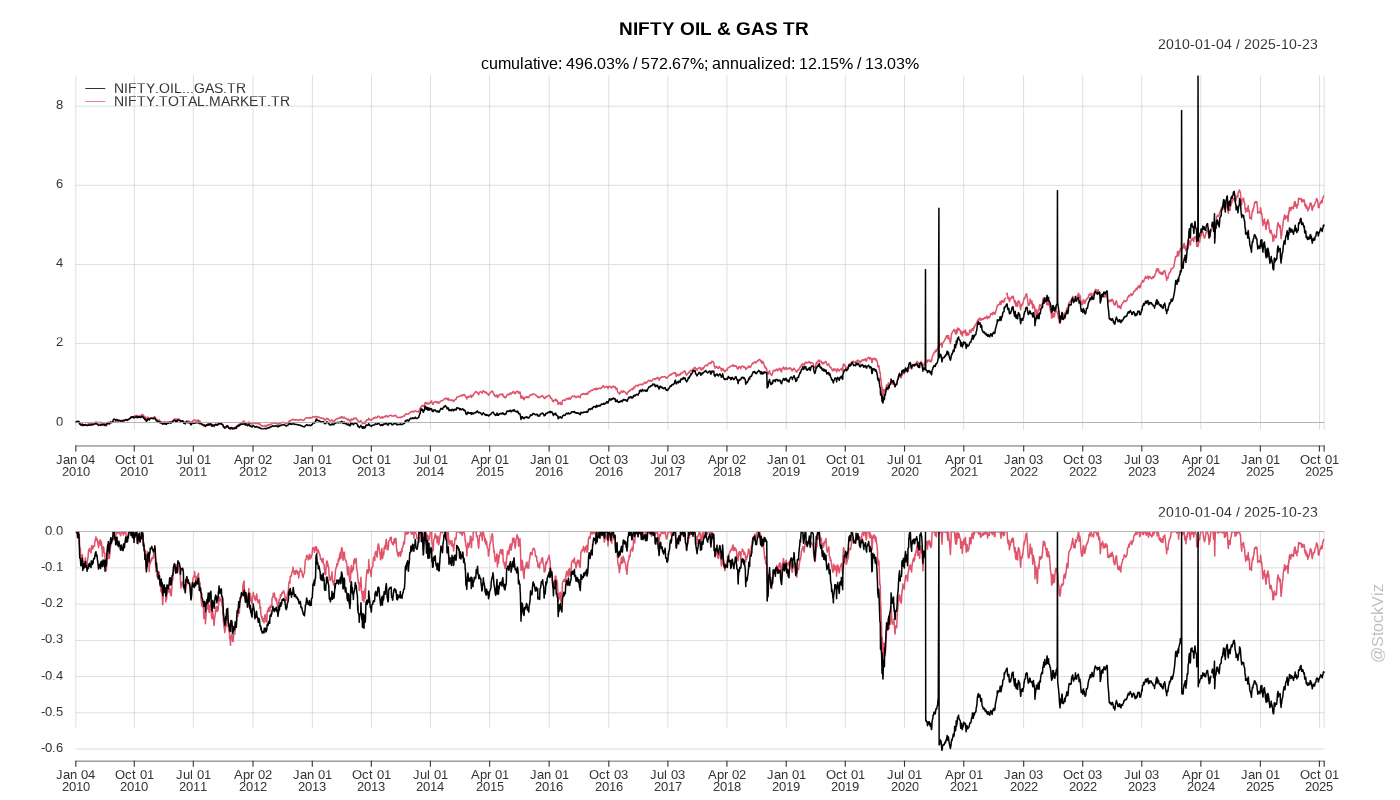 NIFTY OIL & GAS TR
2010-01-04 / 2025-10-23
cumulative: 496.03% / 572.67%; annualized: 12.15% / 13.03%
NIFTY.OIL...GAS.TR
NIFTY.TOTAL.MARKET.TR
8
6
4
2
0
Jan 04 Oct 01 Jul 01 Apr 02 Jan 01 Oct 01 Jul 01 Apr 01 Jan 01 Oct 03 Jul 03 Apr 02 Jan 01 Oct 01 Jul 01 Apr 01 Jan 03 Oct 03 Jul 03 Apr 01 Jan 01 Oct 01
2010 2010 2011 2012 2013 2013 2014 2015 2016 2016 2017 2018 2019 2019 2020 2021 2022 2022 2023 2024 2025 2025
2010-01-04 / 2025-10-23
0.0
-0.1
-0.2
-0.3
-0.4
-0.5
-0.6
Jan 04 Oct 01 Jul 01 Apr 02 Jan 01 Oct 01 Jul 01 Apr 01 Jan 01 Oct 03 Jul 03 Apr 02 Jan 01 Oct 01 Jul 01 Apr 01 Jan 03 Oct 03 Jul 03 Apr 01 Jan 01 Oct 01
2010 2010 2011 2012 2013 2013 2014 2015 2016 2016 2017 2018 2019 2019 2020 2021 2022 2022 2023 2024 2025 2025
@StockViz